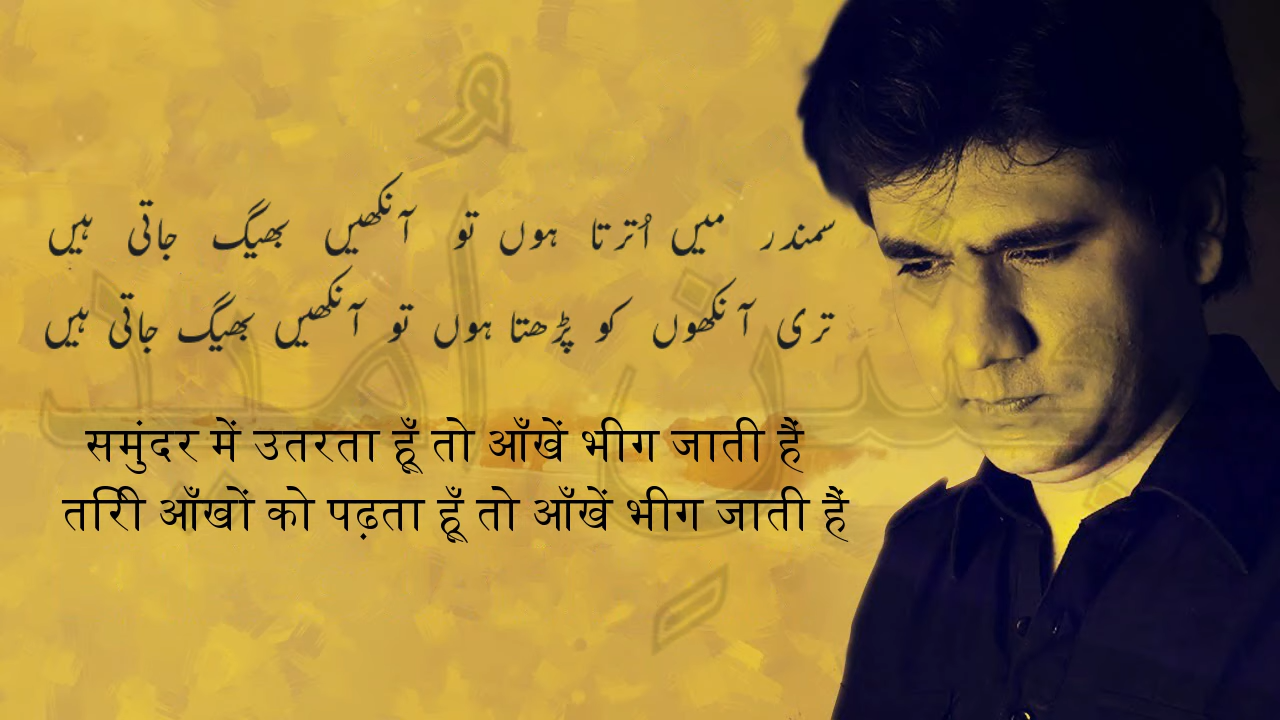 سمندر میں اُترتا ہوں تو آنکھیں بھیگ جاتی ہیں
تری آنکھوں کو پڑھتا ہوں تو آنکھیں بھیگ جاتی ہیں
समुंदर में उतरता हूँ तो आँखें भीग जाती हैं
तिरी आँखों को पढ़ता हूँ तो आँखें भीग जाती हैं